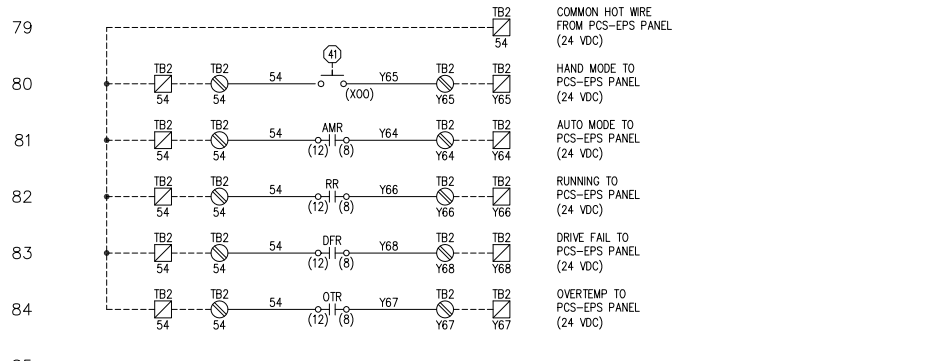 TB2 COMMON HOT WIRE
79 FROM PCS-EPS PANEL
54 (24 VDC)
41
TB2 TB2 TB2 TB2 HAND MODE TO
80 54 Y65 PCS-EPS PANEL
54 54 (X00) Y65 Y65 (24 VDC)
TB2 TB2 AMR TB2 TB2 AUTO MODE TO
81 54 Y64 PCS-EPS PANEL
54 54 (12) (8) Y64 Y64 (24 VDC)
TB2 TB2 RR TB2 TB2 RUNNING TO
82 54 Y66 PCS-EPS PANEL
54 54 (12) (8) Y66 Y66 (24 VDC)
TB2 TB2 DFR TB2 TB2 DRIVE FAIL TO
83 54 Y68 PCS-EPS PANEL
54 54 (12) (8) Y68 Y68 (24 VDC)
TB2 TB2 OTR TB2 TB2 OVERTEMP TO
84 54 Y67 PCS-EPS PANEL
54 54 (12) (8) Y67 Y67 (24 VDC)